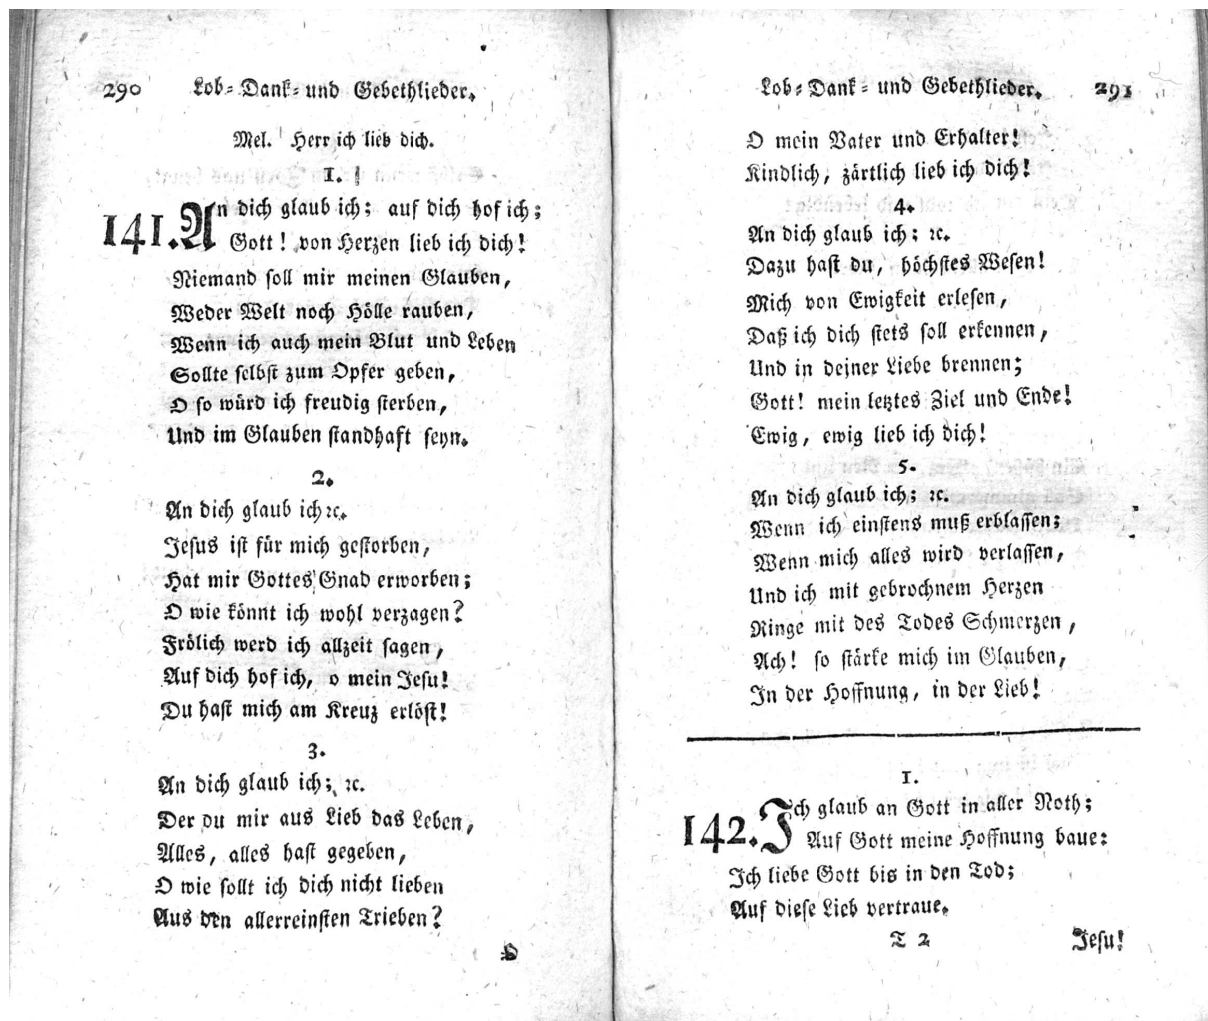 290 Lob- Dank- und Gebethlieder.
Mel. Herr ich lieb dich.
1.
141. An dich glaub ich; auf dich hof ich;
Gott! von Herzen lieb ich dich!
Niemand soll mir meinen Glauben,
Weder Welt noch Hölle rauben,
Wenn ich auch mein Blut und Leben
Sollte selbst zum Opfer geben,
O so würd ich freudig sterben,
Und im Glauben standhaft seyn.
2.
An dich glaub ich ꝛc.
Jesus ist für mich gestorben,
Hat mir Gottes Gnad erworben;
O wie könnt ich wohl verzagen?
Frölich werd ich allzeit sagen,
Auf dich hof ich, o mein Jesu!
Du hast mich am Kreuz erlöst!
3.
An dich glaub ich; ꝛc.
Der du mir aus Lieb das Leben,
Alles, alles hast gegeben,
O wie sollt ich dich nicht lieben
Aus den allerreinsten Trieben?
O
Lob- Dank- und Gebethlieder. 291
O mein Vater und Erhalter!
Kindlich, zärtlich lieb ich dich!
4.
An dich glaub ich; ꝛc.
Dazu hast du, höchstes Wesen!
Mich von Ewigkeit erlesen,
Daß ich dich stets soll erkennen,
Und in deiner Liebe brennen;
Gott! mein letztes Ziel und Ende!
Ewig, ewig lieb ich dich!
5.
An dich glaub ich; ꝛc.
Wenn ich einstens muß erblassen;
Wenn mich alles wird verlassen,
Und ich mit gebrochnem Herzen
Ringe mit des Todes Schmerzen,
Ach! so stärke mich im Glauben,
In der Hoffnung, in der Lieb!
1.
142. Ich glaub an Gott in aller Noth;
Auf Gott meine Hoffnung baue:
Ich liebe Gott bis in den Tod;
Auf diese Lieb vertraue.
T 2 Jesu!